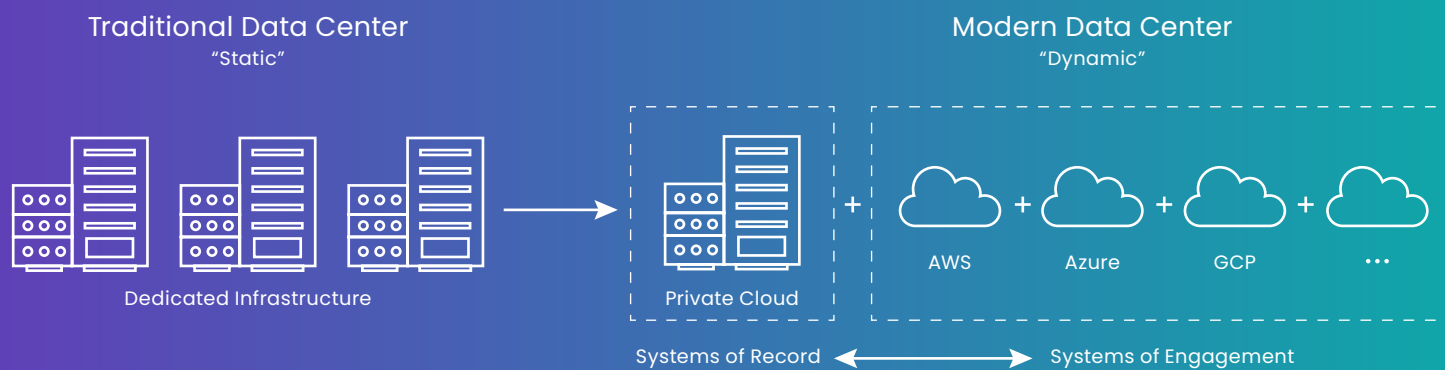 Traditional Data Center
“Static”
Dedicated Infrastructure
Modern Data Center
“Dynamic”
Private Cloud
+
AWS
+
Azure
+
GCP
+
...
Systems of Record
Systems of Engagement